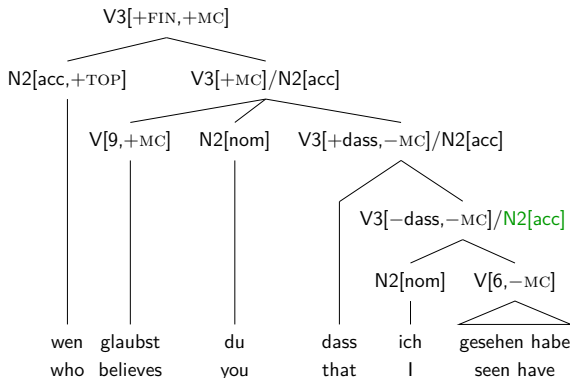 V3[+FIN,+MC]
N2[acc,+TOP] V3[+MC]/N2[acc]
V[9,+MC] N2[nom] V3[+dass,−MC]/N2[acc]
V3[−dass,−MC]/N2[acc]
N2[nom] V[6,−MC]
wen glaubst du dass ich gesehen habe
who believes you that I seen have